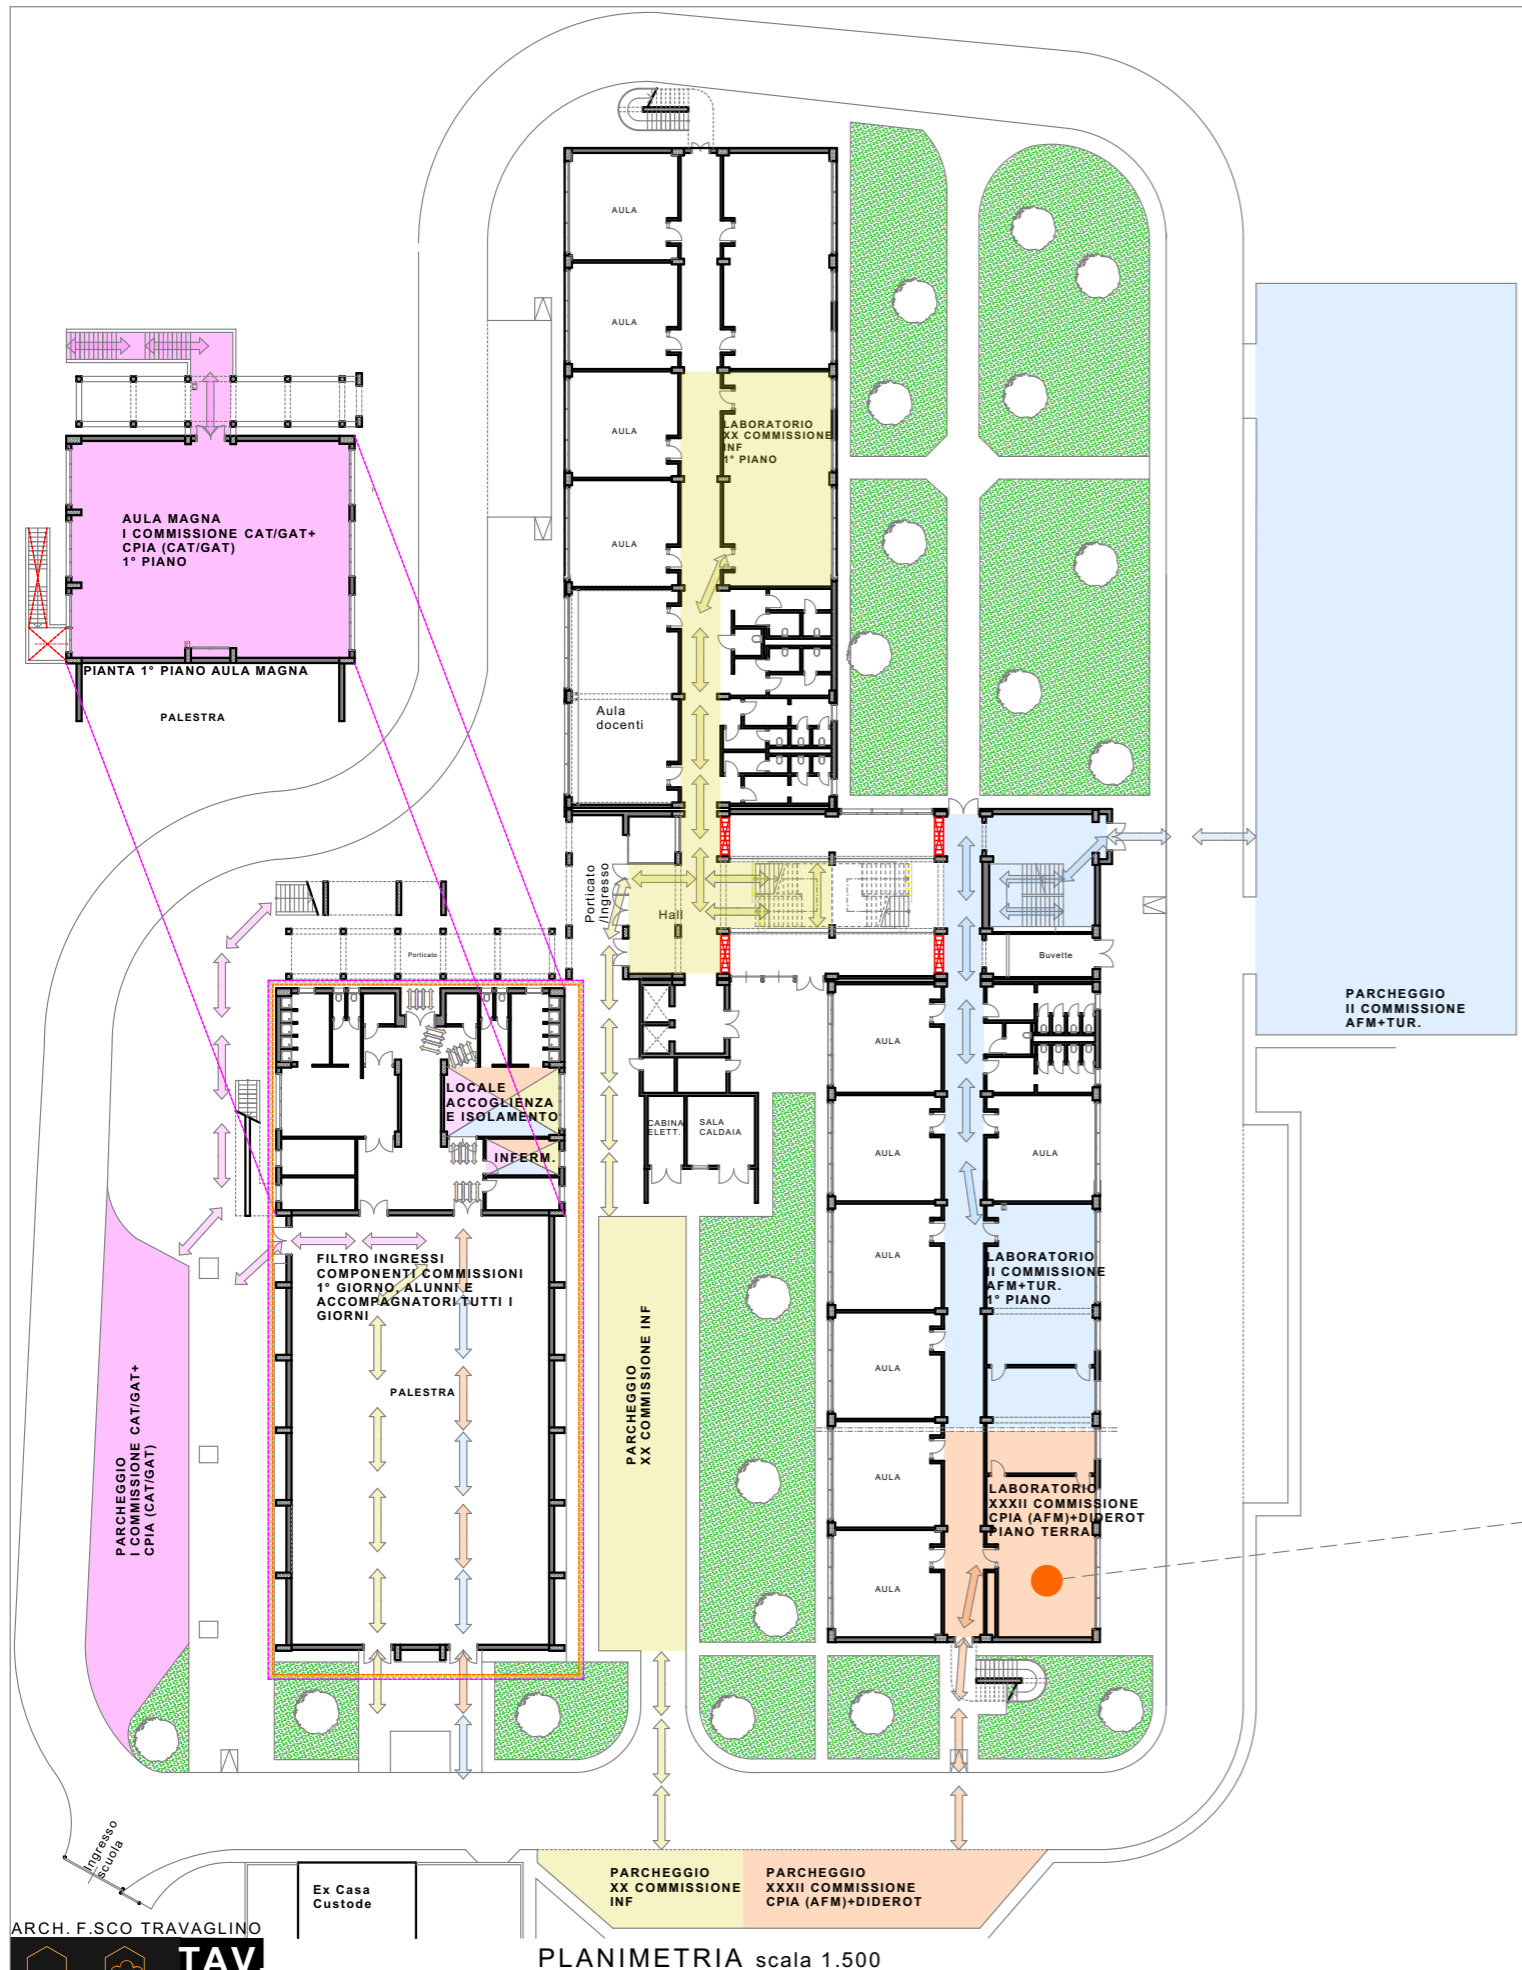 AULA
AULA
AULA
AULA
LABORATORIO
XX COMMISSIONE
INF
1° PIANO
AULA MAGNA
I COMMISSIONE CAT/GAT+
CPIA (CAT/GAT)
1° PIANO
PIANTA 1° PIANO AULA MAGNA
PALESTRA
Aula
docenti
Porticato
/Ingresso
Hall
Porticato
Buvette
PARCHEGGIO
II COMMISSIONE
AFM+TUR.
LOCALE
ACCOGLIENZA
E ISOLAMENTO
INFERM.
CABINA
ELETT.
SALA
CALDAIA
AULA
AULA
AULA
AULA
AULA
AULA
AULA
LABORATORIO
II COMMISSIONE
AFM+TUR.
1° PIANO
FILTRO INGRESSI
COMPONENTI COMMISSIONI
1° GIORNO, ALUNNI E
ACCOMPAGNATORI TUTTI I
GIORNI
PALESTRA
PARCHEGGIO
XX COMMISSIONE INF
PARCHEGGIO
I COMMISSIONE CAT/GAT+
CPIA (CAT/GAT)
LABORATORIO
XXXII COMMISSIONE
CPIA (AFM)+DIDEROT
PIANO TERRA
Ingresso
scuola
Ex Casa
Custode
PARCHEGGIO
XX COMMISSIONE
INF
PARCHEGGIO
XXXII COMMISSIONE
CPIA (AFM)+DIDEROT
ARCH. F.SCO TRAVAGLINO
TAV.
PLANIMETRIA scala 1.500